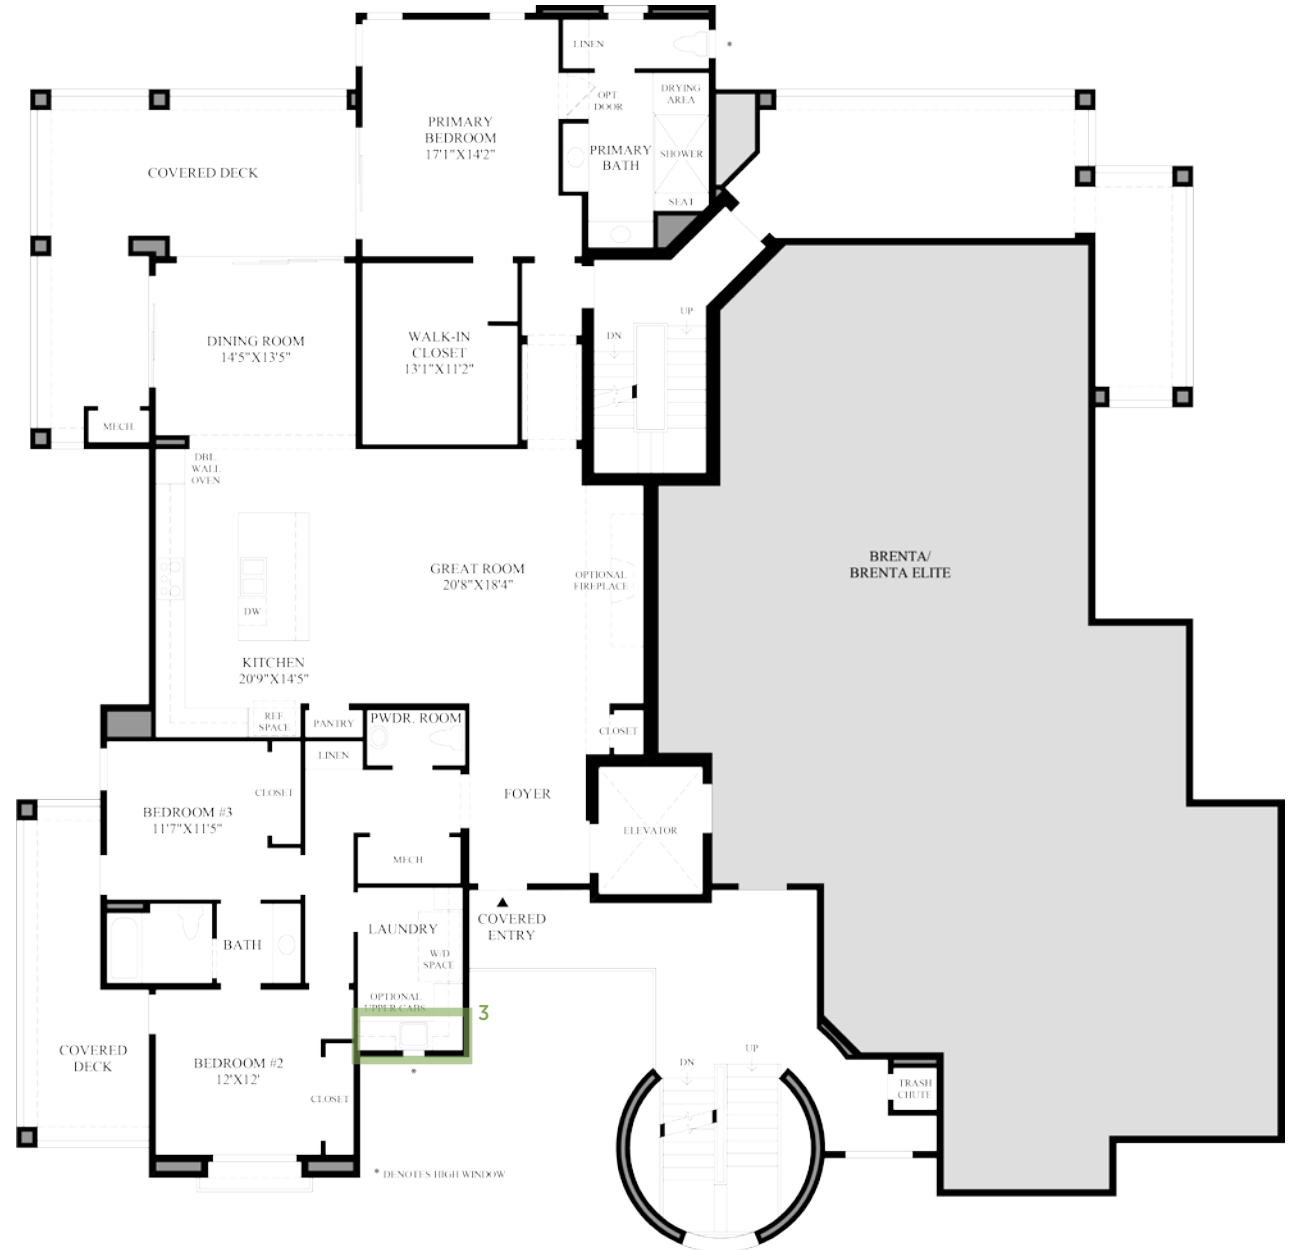 LINEN
*
DRYING
AREA
OPT.
DOOR
PRIMARY
BEDROOM
17'1"X14'2"
PRIMARY
BATH
SHOWER
COVERED DECK
SEAT
UP
DN
DINING ROOM
14'5"X13'5"
WALK-IN
CLOSET
13'1"X11'2"
MECH.
DBL.
WALL
OVEN
GREAT ROOM
20'8"X18'4"
OPTIONAL
FIREPLACE
BRENTA/
BRENTA ELITE
DW
KITCHEN
20'9"X14'5"
REF
SPACE
PANTRY
PWDR. ROOM
CLOSET
LINEN
CLOSET
FOYER
BEDROOM #3
11'7"X11'5"
ELEVATOR
MECH
COVERED
ENTRY
LAUNDRY
BATH
W/D
SPACE
OPTIONAL
UPPER CABS
3
COVERED
DECK
BEDROOM #2
12'X12'
*
CLOSET
DN
UP
TRASH
CHUTE
* DENOTES HIGH WINDOW